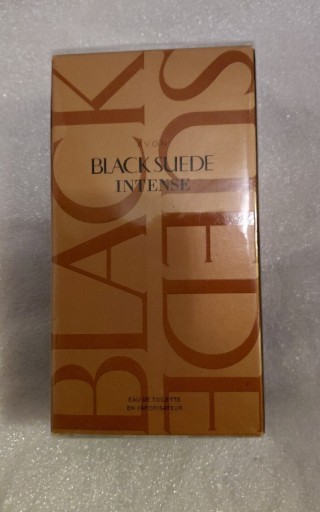 BLACK
SUEDE
AVON
BLACK SUEDE
INTENSE
EAU DE TOILETTE
EN VAPORISATEUR